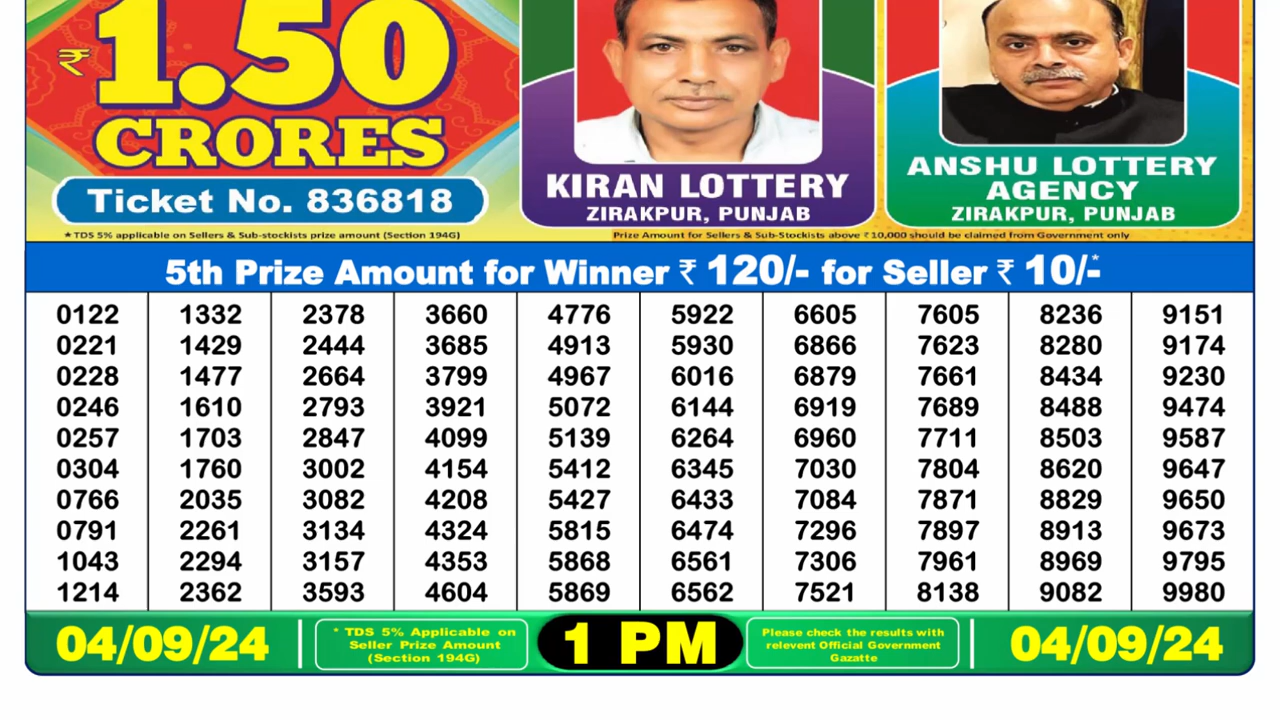 ₹ 1.50
CRORES
Ticket No. 836818
KIRAN LOTTERY
ZIRAKPUR, PUNJAB
ANSHU LOTTERY
AGENCY
ZIRAKPUR, PUNJAB
* TDS 5% applicable on Sellers & Sub-stockists prize amount (Section 194G)
Prize Amount for Sellers & Sub-Stockists above ₹10,000 should be claimed from Government only
5th Prize Amount for Winner ₹ 120/- for Seller ₹ 10/-*
0122 1332 2378 3660 4776 5922 6605 7605 8236 9151
0221 1429 2444 3685 4913 5930 6866 7623 8280 9174
0228 1477 2664 3799 4967 6016 6879 7661 8434 9230
0246 1610 2793 3921 5072 6144 6919 7689 8488 9474
0257 1703 2847 4099 5139 6264 6960 7711 8503 9587
0304 1760 3002 4154 5412 6345 7030 7804 8620 9647
0766 2035 3082 4208 5427 6433 7084 7871 8829 9650
0791 2261 3134 4324 5815 6474 7296 7897 8913 9673
1043 2294 3157 4353 5868 6561 7306 7961 8969 9795
1214 2362 3593 4604 5869 6562 7521 8138 9082 9980
04/09/24
* TDS 5% Applicable on
Seller Prize Amount
(Section 194G)
1 PM
Please check the results with
relevent Official Government
Gazatte
04/09/24